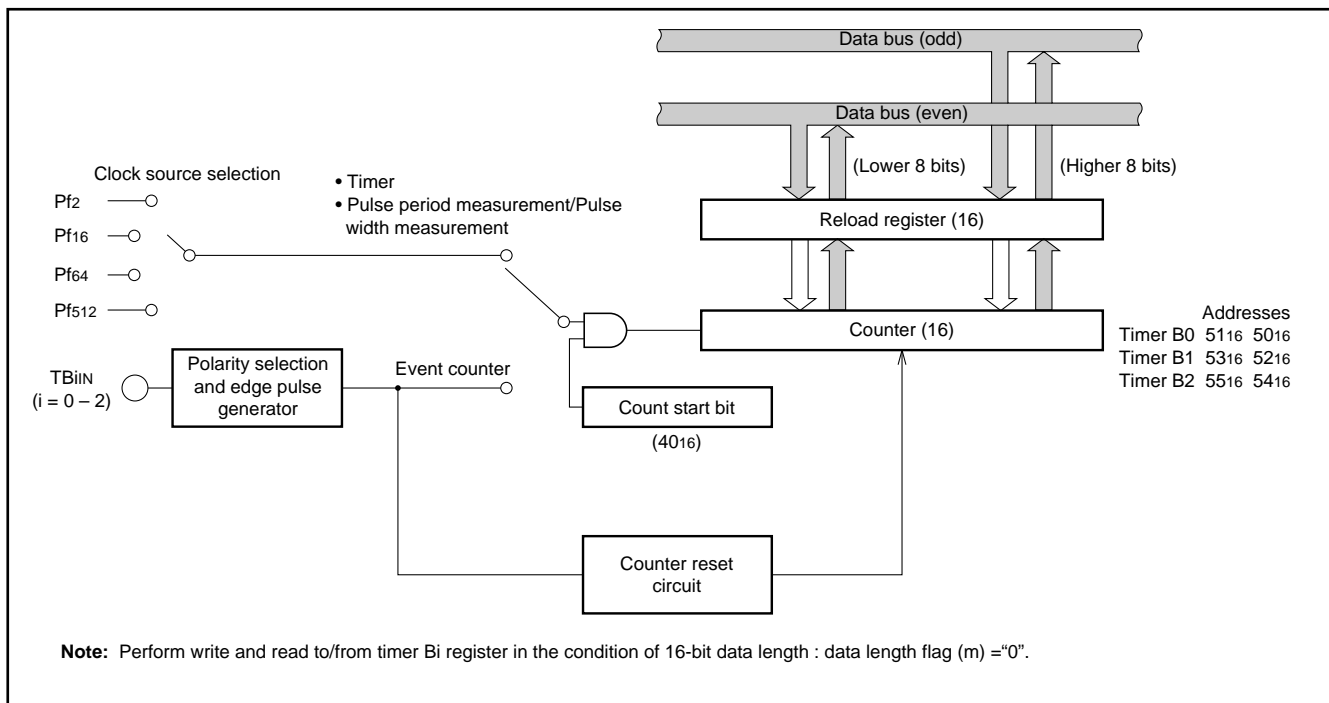 Data bus (odd)
Data bus (even)
(Lower 8 bits)
(Higher 8 bits)
Clock source selection
Pf2
Pf16
Pf64
Pf512
• Timer
• Pulse period measurement/Pulse
width measurement
Reload register (16)
Counter (16)
Addresses
Timer B0 5116 5016
Timer B1 5316 5216
Timer B2 5516 5416
TBiIN
(i = 0 – 2)
Polarity selection
and edge pulse
generator
Event counter
Count start bit
(4016)
Counter reset
circuit
Note: Perform write and read to/from timer Bi register in the condition of 16-bit data length : data length flag (m) =“0”.